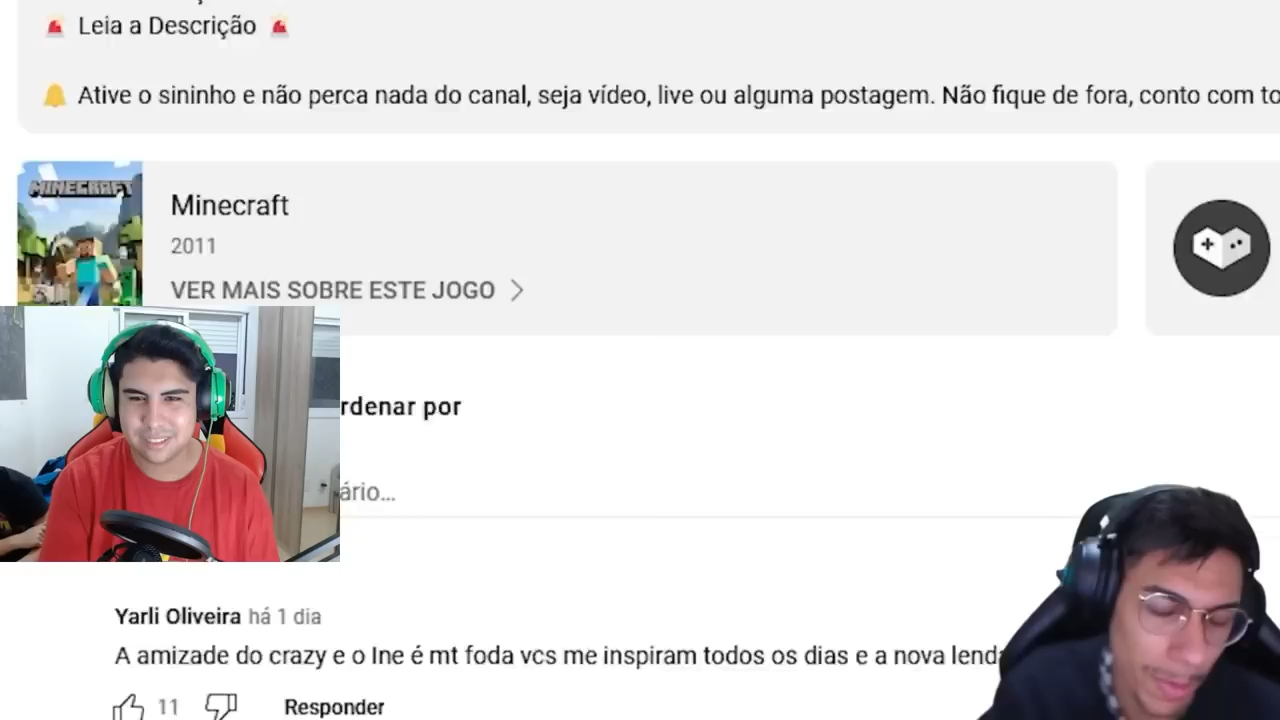 Leia a Descrição
Ative o sininho e não perca nada do canal, seja vídeo, live ou alguma postagem. Não fique de fora, conto com
MINECRAFT
Minecraft
2011
VER MAIS SOBRE ESTE JOGO
rdenar por
ário...
Yarli Oliveira há 1 dia
A amizade do crazy e o Ine é mt foda vcs me inspiram todos os dias e a nova
11
Responder